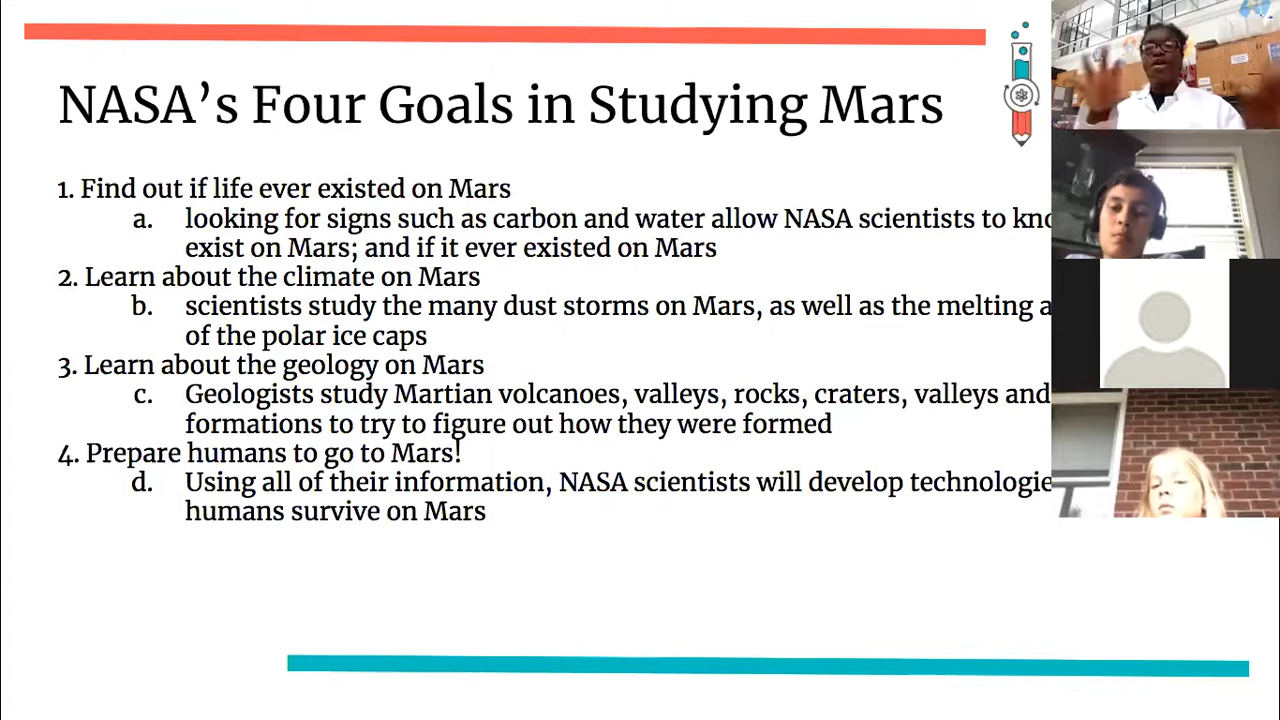 NASA’s Four Goals in Studying Mars
1. Find out if life ever existed on Mars
a. looking for signs such as carbon and water allow NASA scientists to
exist on Mars; and if it ever existed on Mars
2. Learn about the climate on Mars
b. scientists study the many dust storms on Mars, as well as the melting
of the polar ice caps
3. Learn about the geology on Mars
c. Geologists study Martian volcanoes, valleys, rocks, craters, valleys and
formations to try to figure out how they were formed
4. Prepare humans to go to Mars!
d. Using all of their information, NASA scientists will develop
humans survive on Mars